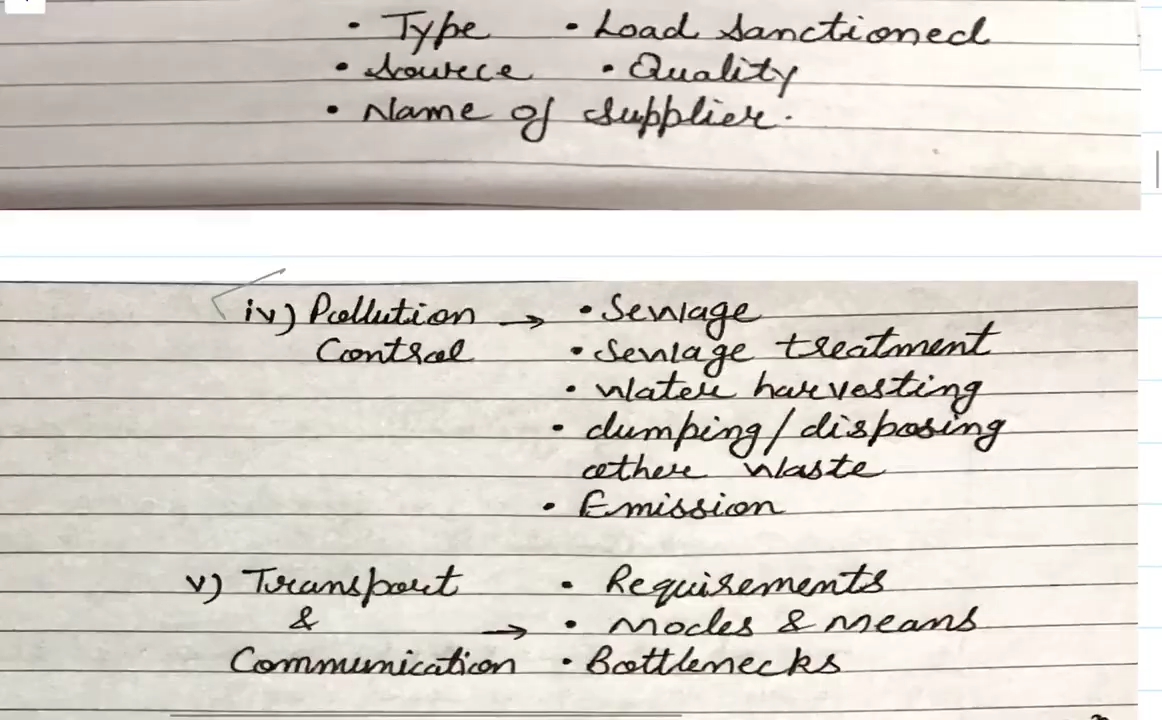 • Type • Load Sanctioned
• Source • Quality
• Name of Supplier.
iv) Pollution → • Sewage
Control • Sewage treatment
• Water harvesting
• dumping/disposing
other waste
• Emission
v) Transport • Requirements
& → • Modes & Means
Communication • Bottlenecks